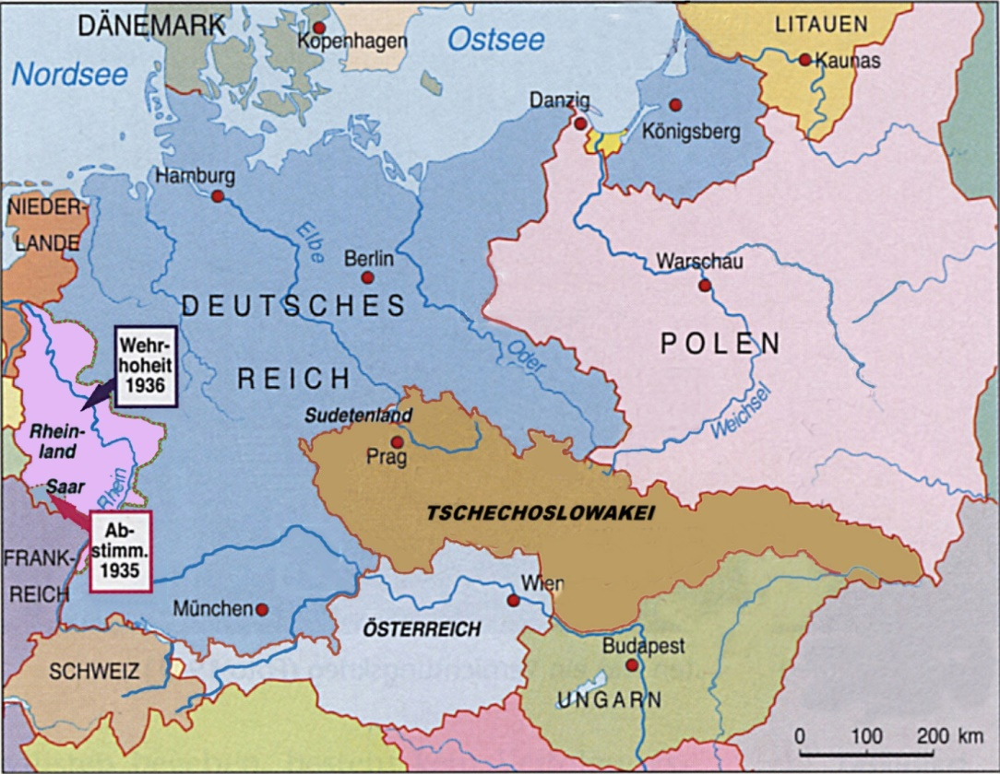 DÄNEMARK
Kopenhagen
Ostsee
Nordsee
LITAUEN
Kaunas
Danzig
Königsberg
Hamburg
NIEDER-
LANDE
Elbe
Berlin
Warschau
DEUTSCHES
REICH
POLEN
Oder
Weichsel
Wehr-
hoheit
1936
Rhein-
land
Saar
Rhein
Sudetenland
Prag
TSCHECHOSLOWAKEI
Ab-
stimm.
1935
FRANK-
REICH
München
Wien
ÖSTERREICH
SCHWEIZ
Budapest
UNGARN
0 100 200 km